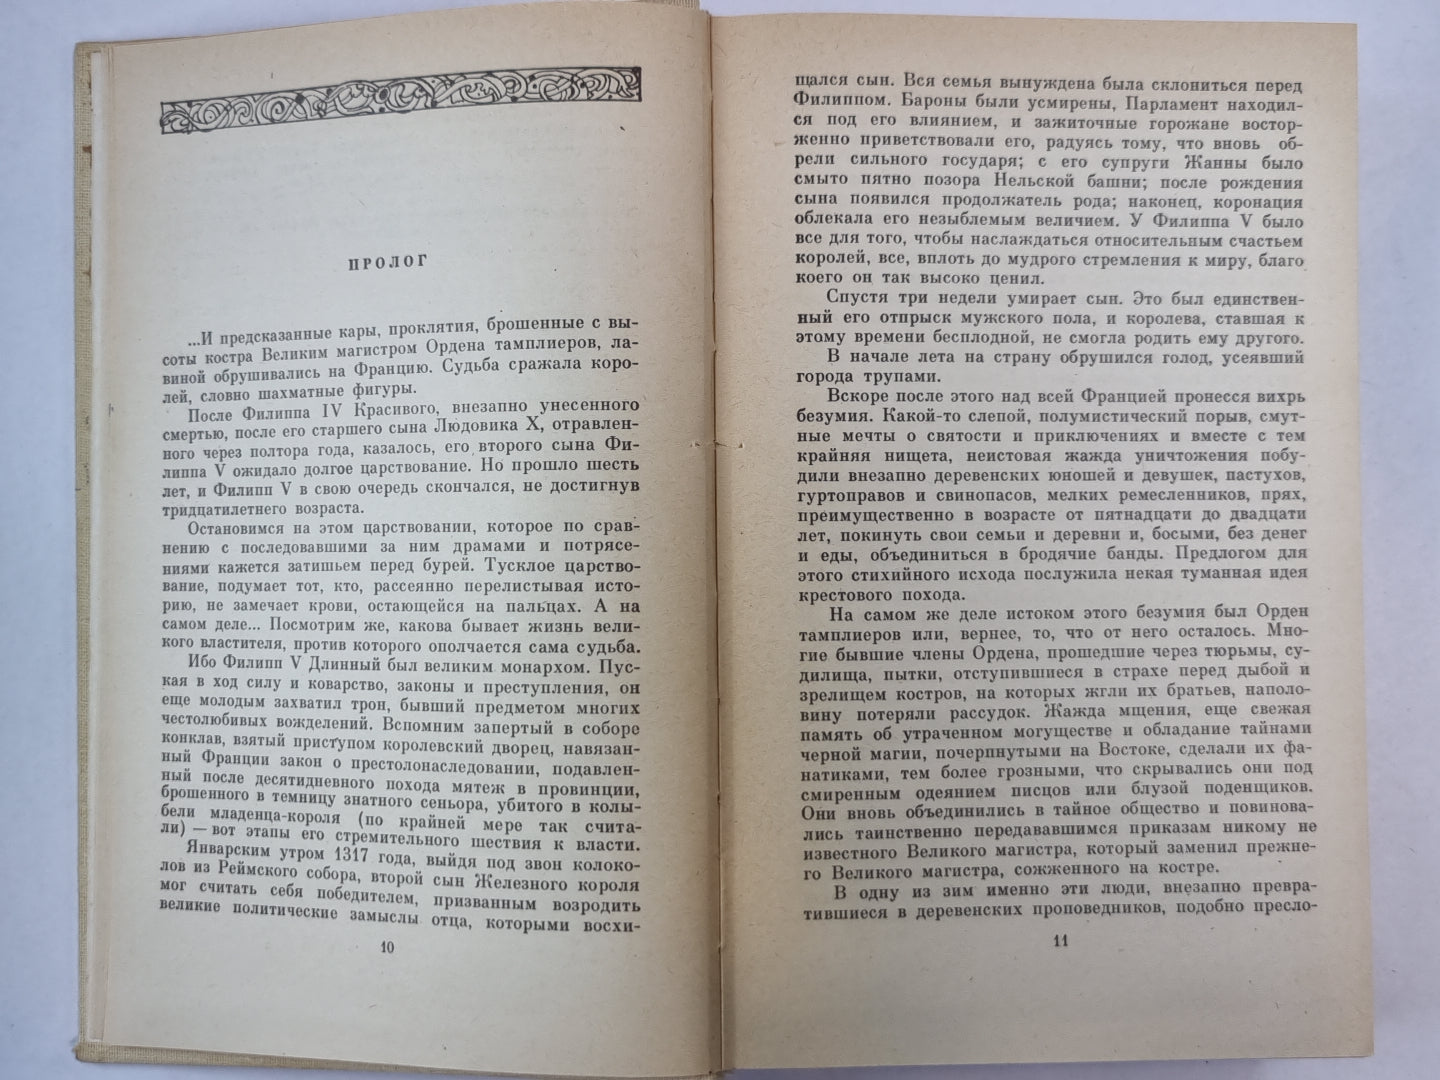 ПРОЛОГ
...И предсказанные кары, проклятия, брошенные с вы-
соты костра Великим магистром Ордена тамплиеров, ла-
виной обрушивались на Францию. Судьба сражала коро-
лей, словно шахматные фигуры.
После Филиппа IV Красивого, внезапно унесенного
смертью, после его старшего сына Людовика X, отравлен-
ного через полтора года, казалось, его второго сына Фи-
липпа V ожидало долгое царствование. Но прошло шесть
лет, и Филипп V в свою очередь скончался, не достигнув
тридцатилетнего возраста.
Остановимся на этом царствовании, которое по срав-
нению с последовавшими за ним драмами и потрясе-
ниями кажется затишьем перед бурей. Тусклое царство-
вание, подумает тот, кто, рассеянно перелистывая исто-
рию, не замечает крови, остающейся на пальцах. А на
самом деле... Посмотрим же, какова бывает жизнь вели-
кого властителя, против которого ополчается сама судьба.
Ибо Филипп V Длинный был великим монархом. Пус-
кая в ход силу и коварство, законы и преступления, он
еще молодым захватил трон, бывший предметом многих
честолюбивых вожделений. Вспомним запертый в соборе
конклав, взятый приступом королевский дворец, навязан-
ный Франции закон о престолонаследовании, подавлен-
ный после десятидневного похода мятеж в провинции,
брошенного в темницу знатного сеньора, убитого в колы-
бели младенца-короля (по крайней мере так счита-
ли) — вот этапы его стремительного шествия к власти.
Январским утром 1317 года, выйдя под звон колоко-
лов из Реймского собора, второй сын Железного короля
мог считать себя победителем, призванным возродить
великие политические замыслы отца, которыми восхи-
10
щался сын. Вся семья вынуждена была склониться перед
Филиппом. Бароны были усмирены, Парламент находил-
ся под его влиянием, и зажиточные горожане востор-
женно приветствовали его, радуясь тому, что вновь об-
рели сильного государя; с его супруги Жанны было
смыто пятно позора Нельской башни; после рождения
сына появился продолжатель рода; наконец, коронация
облекала его незыблемым величием. У Филиппа V было
все для того, чтобы наслаждаться относительным счастьем
королей, все, вплоть до мудрого стремления к миру, благо
коего он так высоко ценил.
Спустя три недели умирает сын. Это был единствен-
ный его отпрыск мужского пола, и королева, ставшая к
этому времени бесплодной, не смогла родить ему другого.
В начале лета на страну обрушился голод, усеявший
города трупами.
Вскоре после этого над всей Францией пронесся вихрь
безумия. Какой-то слепой, полумистический порыв, смут-
ные мечты о святости и приключениях и вместе с тем
крайняя нищета, неистовая жажда уничтожения побу-
дили внезапно деревенских юношей и девушек, пастухов,
гуртоправов и свинопасов, мелких ремесленников, прях,
преимущественно в возрасте от пятнадцати до двадцати
лет, покинуть свои семьи и деревни и, босыми, без денег
и еды, объединиться в бродячие банды. Предлогом для
этого стихийного исхода послужила некая туманная идея
крестового похода.
На самом же деле истоком этого безумия был Орден
тамплиеров или, вернее, то, что от него осталось. Мно-
гие бывшие члены Ордена, прошедшие через тюрьмы, су-
дилища, пытки, отступившиеся в страхе перед дыбой и
зрелищем костров, на которых жгли их братьев, наполо-
вину потеряли рассудок. Жажда мщения, еще свежая
память об утраченном могуществе и обладание тайнами
черной магии, почерпнутыми на Востоке, сделали их фа-
натиками, тем более грозными, что скрывались они под
смиренным одеянием писцов или блузой поденщиков.
Они вновь объединились в тайное общество и повинова-
лись таинственно передававшимся приказам никому не
известного Великого магистра, который заменил прежне-
го Великого магистра, сожженного на костре.
В одну из зим именно эти люди, внезапно превра-
тившиеся в деревенских проповедников, подобно пресло-
11